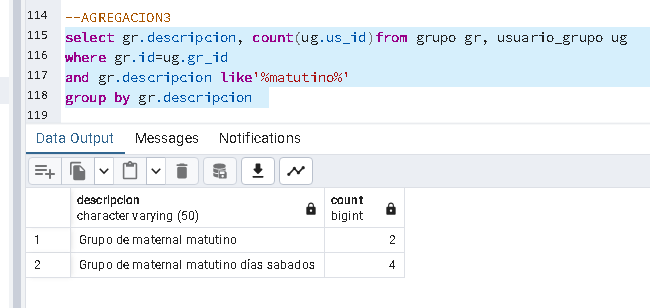 114 --AGREGACION3
115 select gr.descripcion, count(ug.us_id)from grupo gr, usuario_grupo ug
116 where gr.id=ug.gr_id
117 and gr.descripcion like'%matutino%'
118 group by gr.descripcion
119
Data Output Messages Notifications
descripcion count
character varying (50) bigint
1 Grupo de maternal matutino 2
2 Grupo de maternal matutino días sabados 4